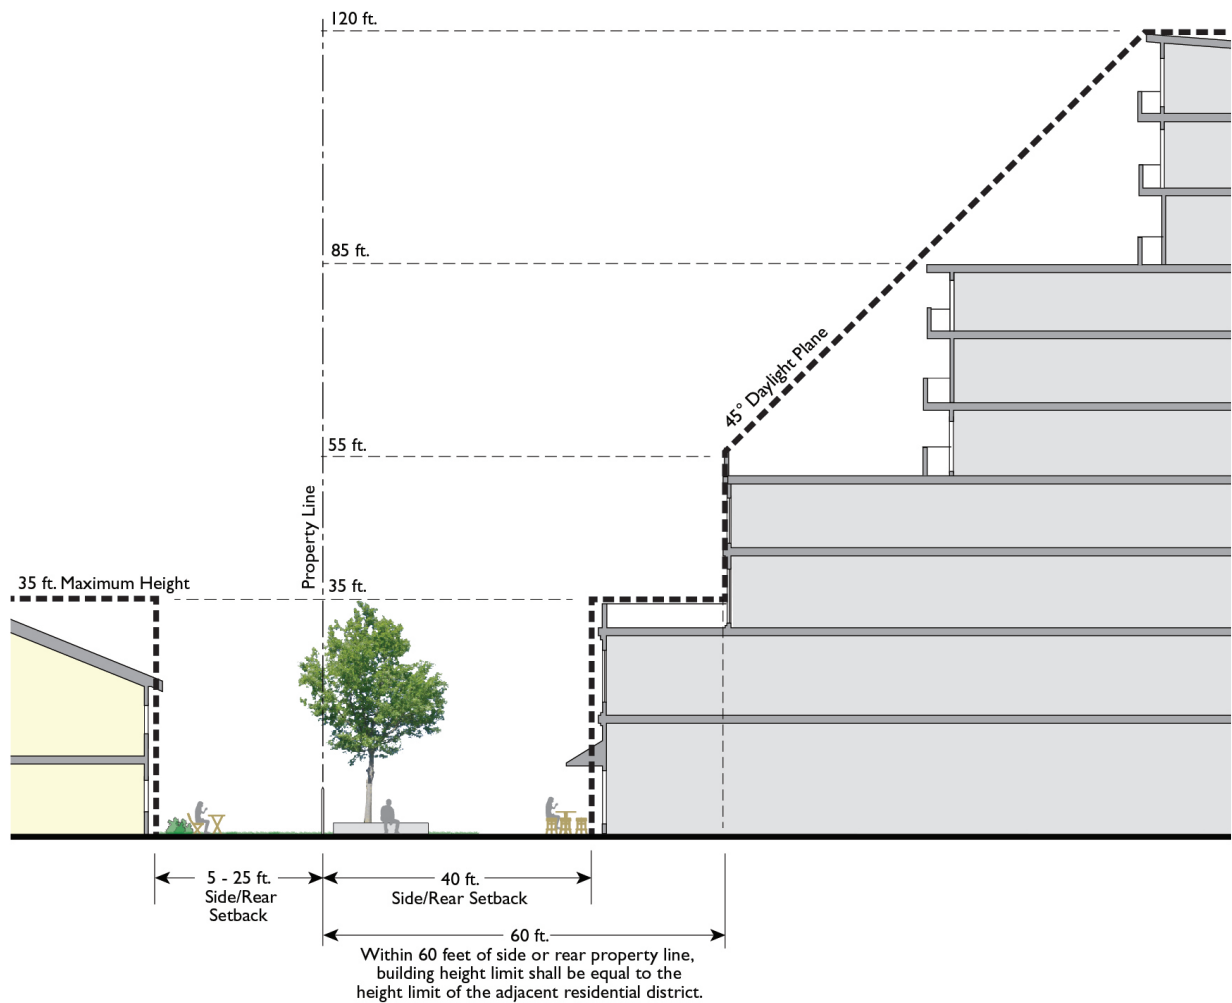 120 ft.
85 ft.
45° Daylight Plane
55 ft.
Property Line
35 ft. Maximum Height
35 ft.
5 - 25 ft.
Side/Rear
Setback
40 ft.
Side/Rear Setback
60 ft.
Within 60 feet of side or rear property line,
building height limit shall be equal to the
height limit of the adjacent residential district.